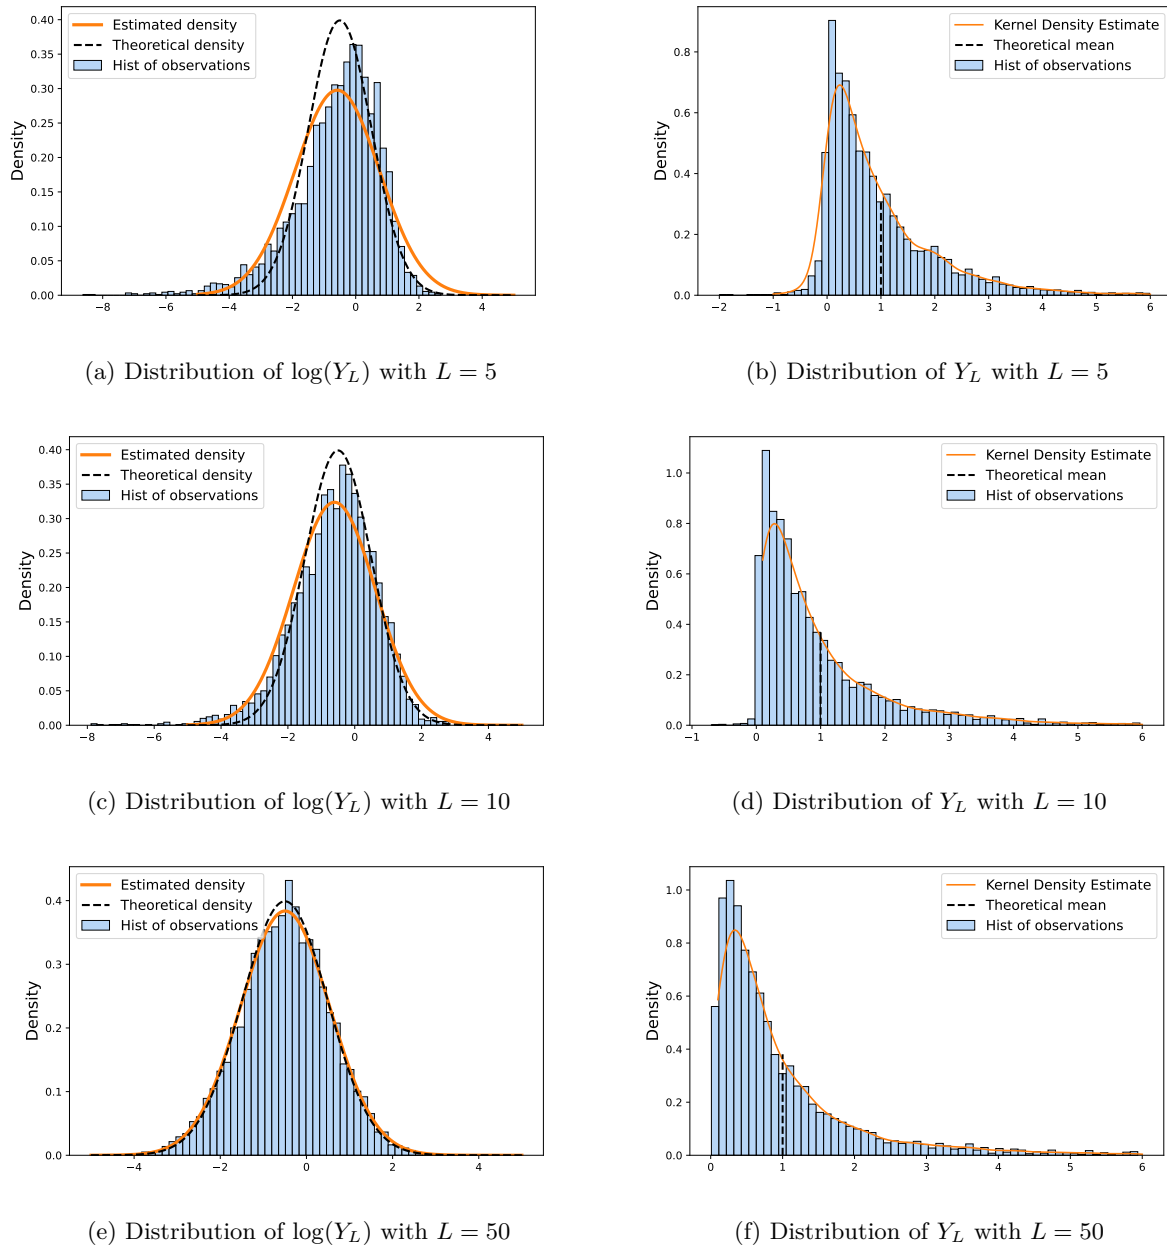 Estimated density
Theoretical density
Hist of observations
Density
0.40
0.35
0.30
0.25
0.20
0.15
0.10
0.05
0.00
−8 −6 −4 −2 0 2 4
Kernel Density Estimate
Theoretical mean
Hist of observations
Density
0.8
0.6
0.4
0.2
0.0
−2 −1 0 1 2 3 4 5 6
(a) Distribution of log(Y_L) with L = 5
(b) Distribution of Y_L with L = 5
Estimated density
Theoretical density
Hist of observations
Density
0.40
0.35
0.30
0.25
0.20
0.15
0.10
0.05
0.00
−8 −6 −4 −2 0 2 4
Kernel Density Estimate
Theoretical mean
Hist of observations
Density
1.0
0.8
0.6
0.4
0.2
0.0
−1 0 1 2 3 4 5 6
(c) Distribution of log(Y_L) with L = 10
(d) Distribution of Y_L with L = 10
Estimated density
Theoretical density
Hist of observations
Density
0.4
0.3
0.2
0.1
0.0
−4 −2 0 2 4
Kernel Density Estimate
Theoretical mean
Hist of observations
Density
1.0
0.8
0.6
0.4
0.2
0.0
0 1 2 3 4 5 6
(e) Distribution of log(Y_L) with L = 50
(f) Distribution of Y_L with L = 50